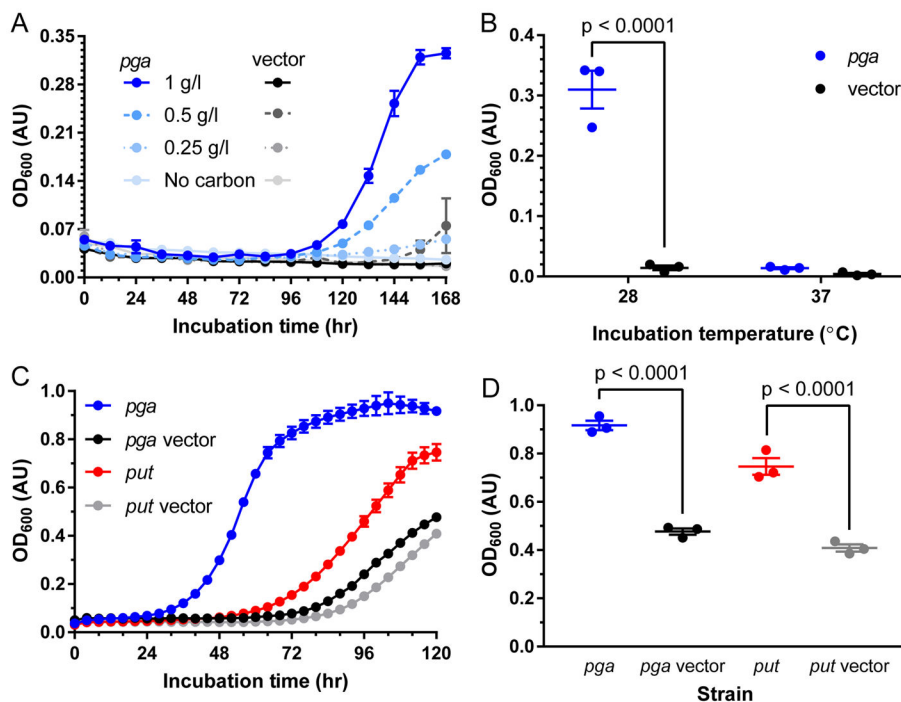 A
pga
vector
1 g/l
0.5 g/l
0.25 g/l
No carbon
OD600 (AU)
0.35
0.28
0.21
0.14
0.07
0.00
0 24 48 72 96 120 144 168
Incubation time (hr)
B
p < 0.0001
pga
vector
OD600 (AU)
0.4
0.3
0.2
0.1
0.0
28 37
Incubation temperature (°C)
C
pga
pga vector
put
put vector
OD600 (AU)
1.0
0.8
0.6
0.4
0.2
0.0
0 24 48 72 96 120
Incubation time (hr)
D
p < 0.0001
p < 0.0001
OD600 (AU)
1.0
0.8
0.6
0.4
0.2
0.0
pga pga vector put put vector
Strain